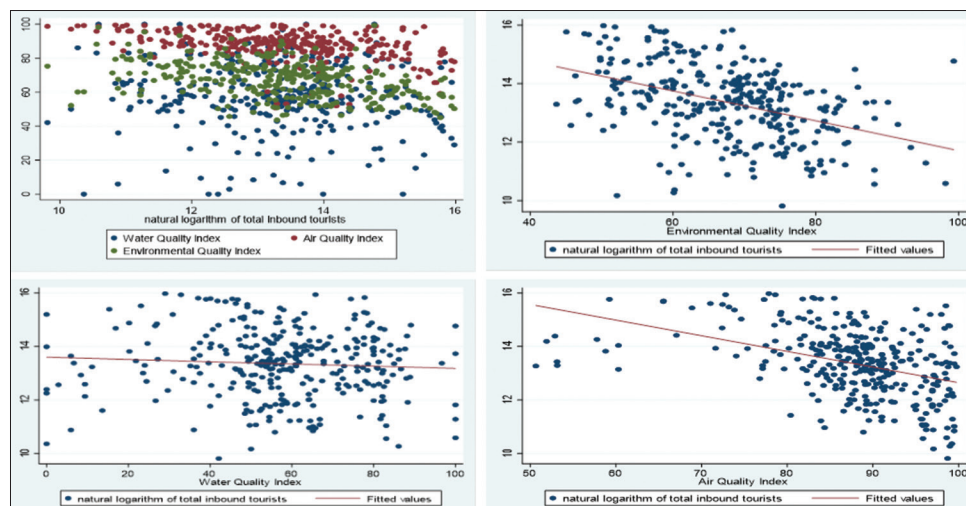 100
80
60
40
20
0
10 12 14 16
natural logarithm of total Inbound tourists
Water Quality Index Air Quality Index
Environmental Quality Index
16
14
12
10
40 60 80 100
Environmental Quality Index
natural logarithm of total inbound tourists Fitted values
16
14
12
10
0 20 40 60 80 100
Water Quality Index
natural logarithm of total inbound tourists Fitted values
16
14
12
10
50 60 70 80 90 100
Air Quality Index
natural logarithm of total inbound tourists Fitted values